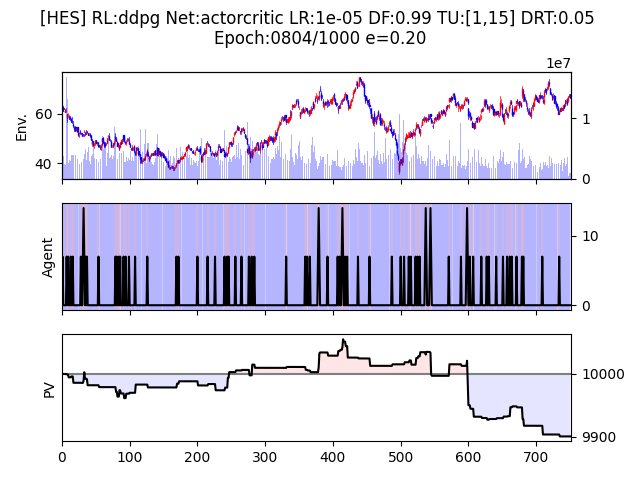 [HES] RL:ddpg Net:actorcritic LR:1e-05 DF:0.99 TU:[1,15] DRT:0.05
Epoch:0804/1000 e=0.20
1e7
Env.
60
40
1
0
Agent
10
0
PV
10000
9900
0 100 200 300 400 500 600 700